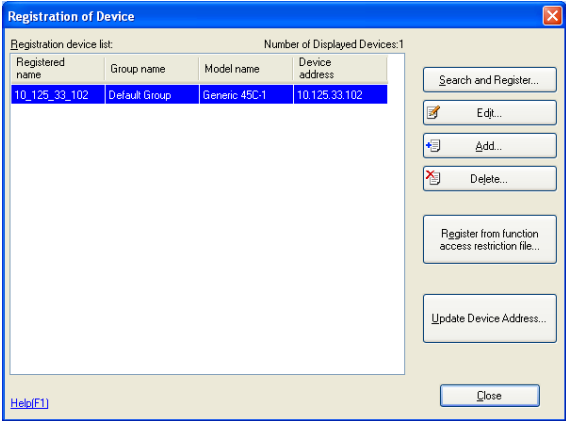 Registration of Device
Registration device list: Number of Displayed Devices:1
Registered name Group name Model name Device address
10_125_33_102 Default Group Generic 45C-1 10.125.33.102
Search and Register...
Edit...
Add...
Delete...
Register from function
access restriction file...
Update Device Address...
Close
Help(F1)